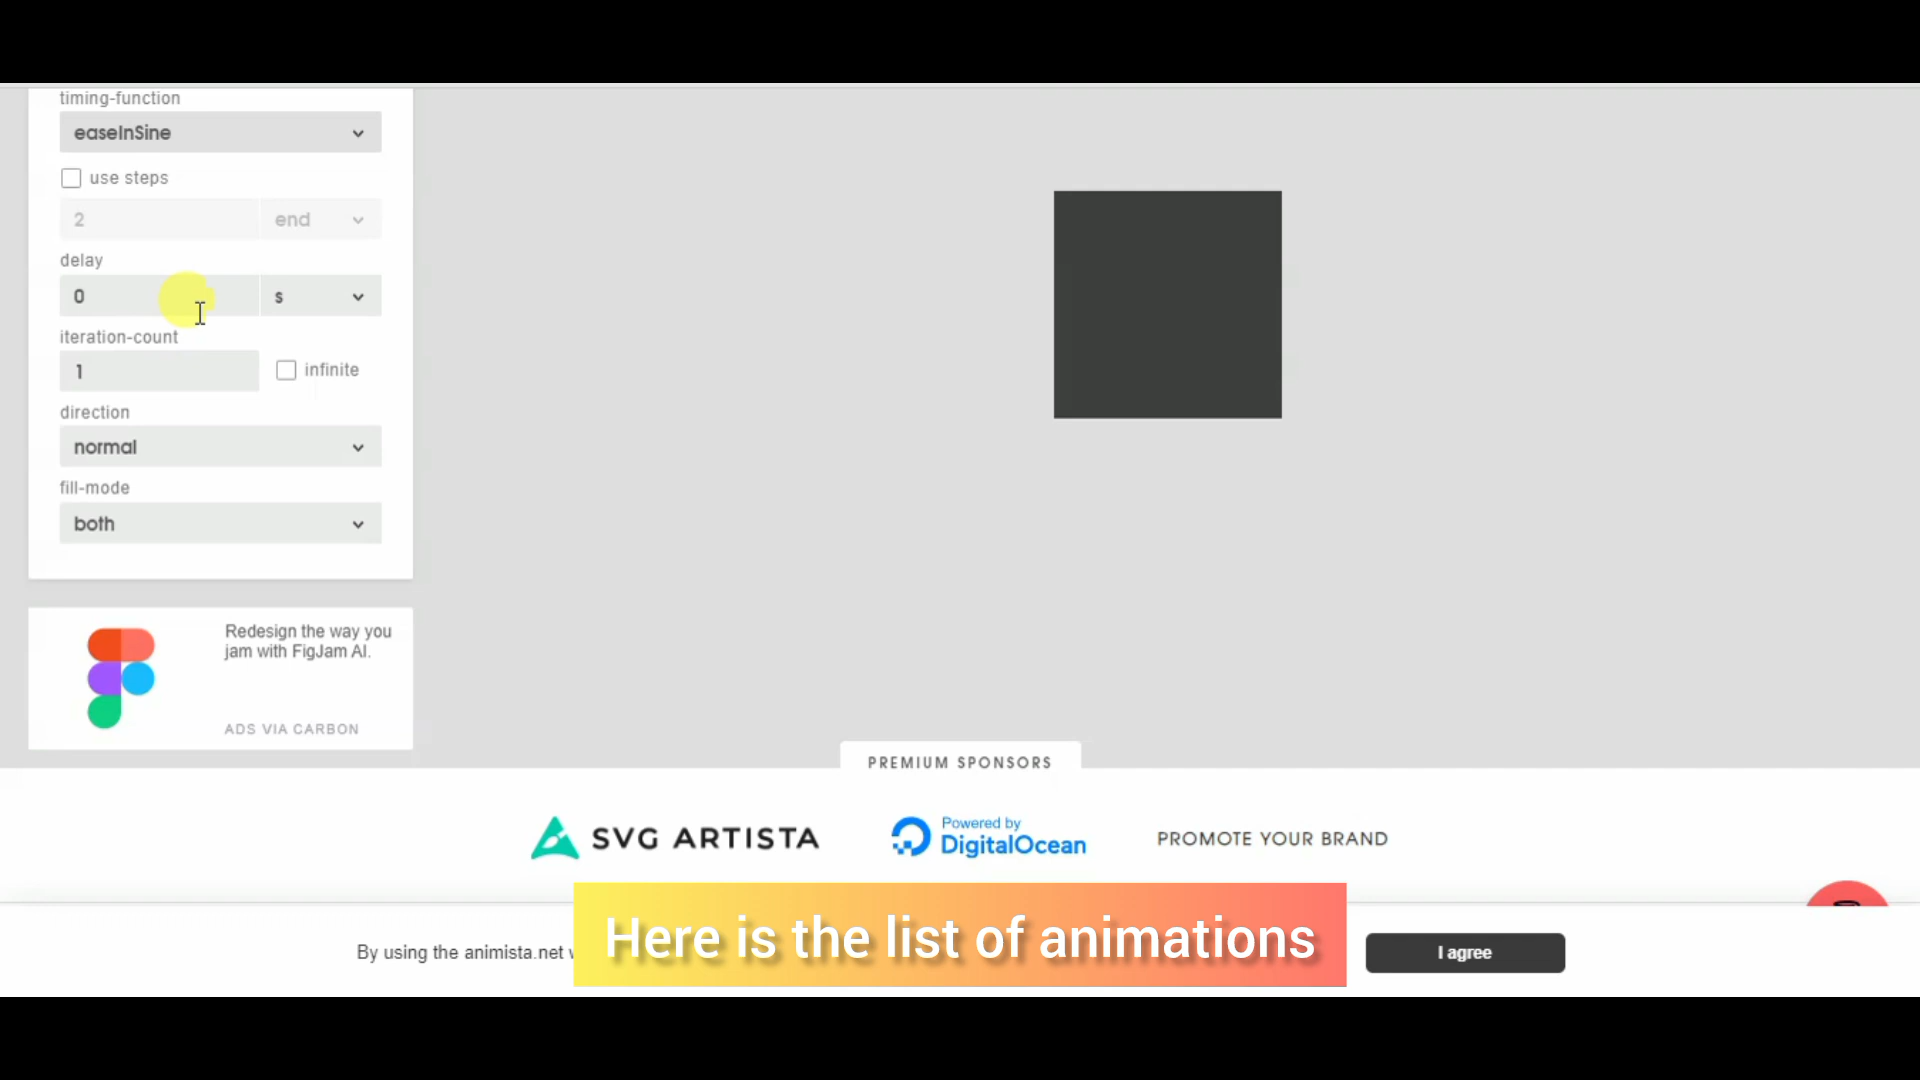 timing-function
easeInSine
use steps
2
end
delay
0
s
iteration-count
1
infinite
direction
normal
fill-mode
both
Redesign the way you
jam with FigJam AI.
ADS VIA CARBON
PREMIUM SPONSORS
SVG ARTISTA
Powered by
DigitalOcean
PROMOTE YOUR BRAND
By using the animista.net
Here is the list of animations
I agree